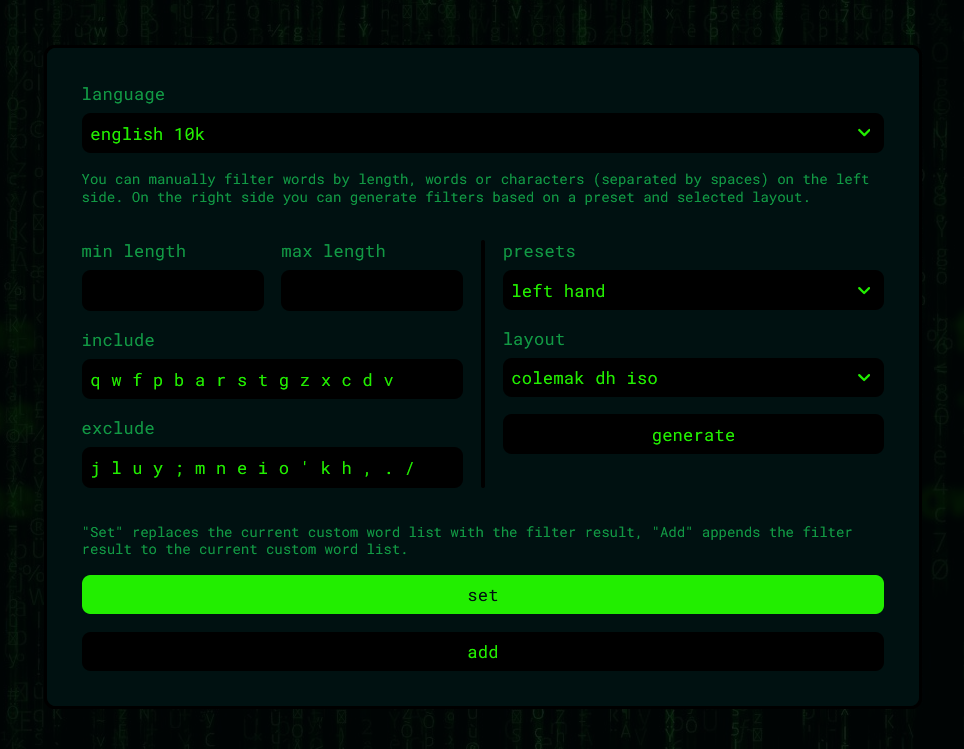 language
english 10k
You can manually filter words by length, words or characters (separated by spaces) on the left
side. On the right side you can generate filters based on a preset and selected layout.
min length
max length
include
q w f p b a r s t g z x c d v
exclude
j l u y ; m n e i o ' k h , . /
presets
left hand
layout
colemak dh iso
generate
"Set" replaces the current custom word list with the filter result, "Add" appends the filter
result to the current custom word list.
set
add